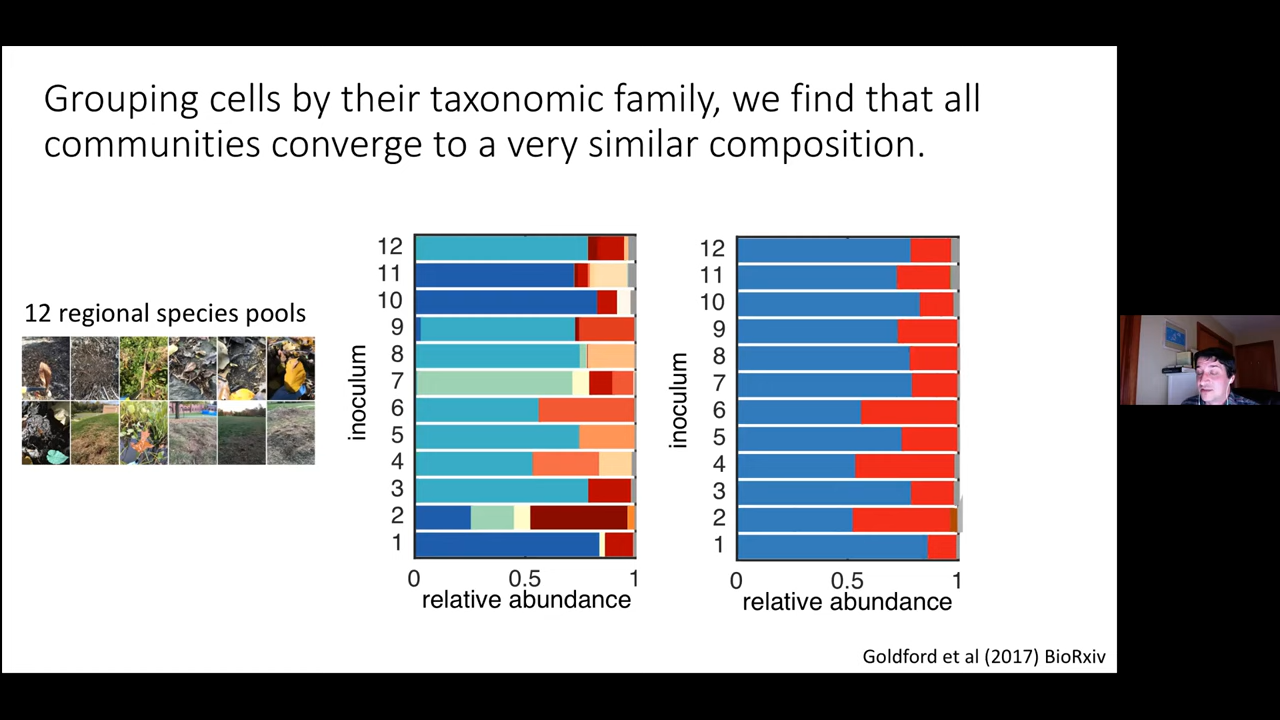 Grouping cells by their taxonomic family, we find that all
communities converge to a very similar composition.
12 regional species pools
inoculum
12
11
10
9
8
7
6
5
4
3
2
1
0 0.5 1
relative abundance
inoculum
12
11
10
9
8
7
6
5
4
3
2
1
0 0.5 1
relative abundance
Goldford et al (2017) BioRxiv